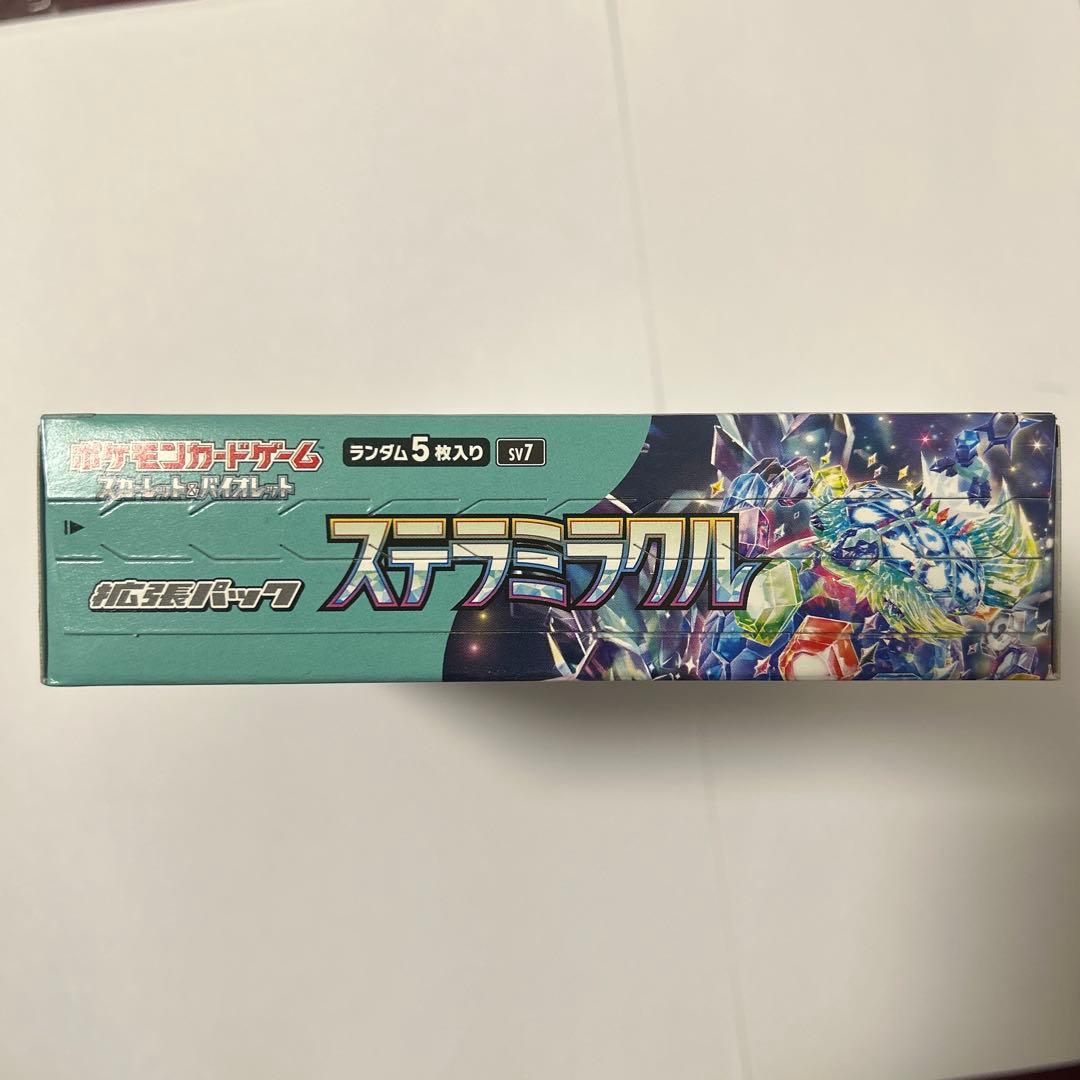 ポケモンカードゲーム
スカーレット&バイオレット
ランダム5枚入り SV7
拡張パック
ステラミラクル